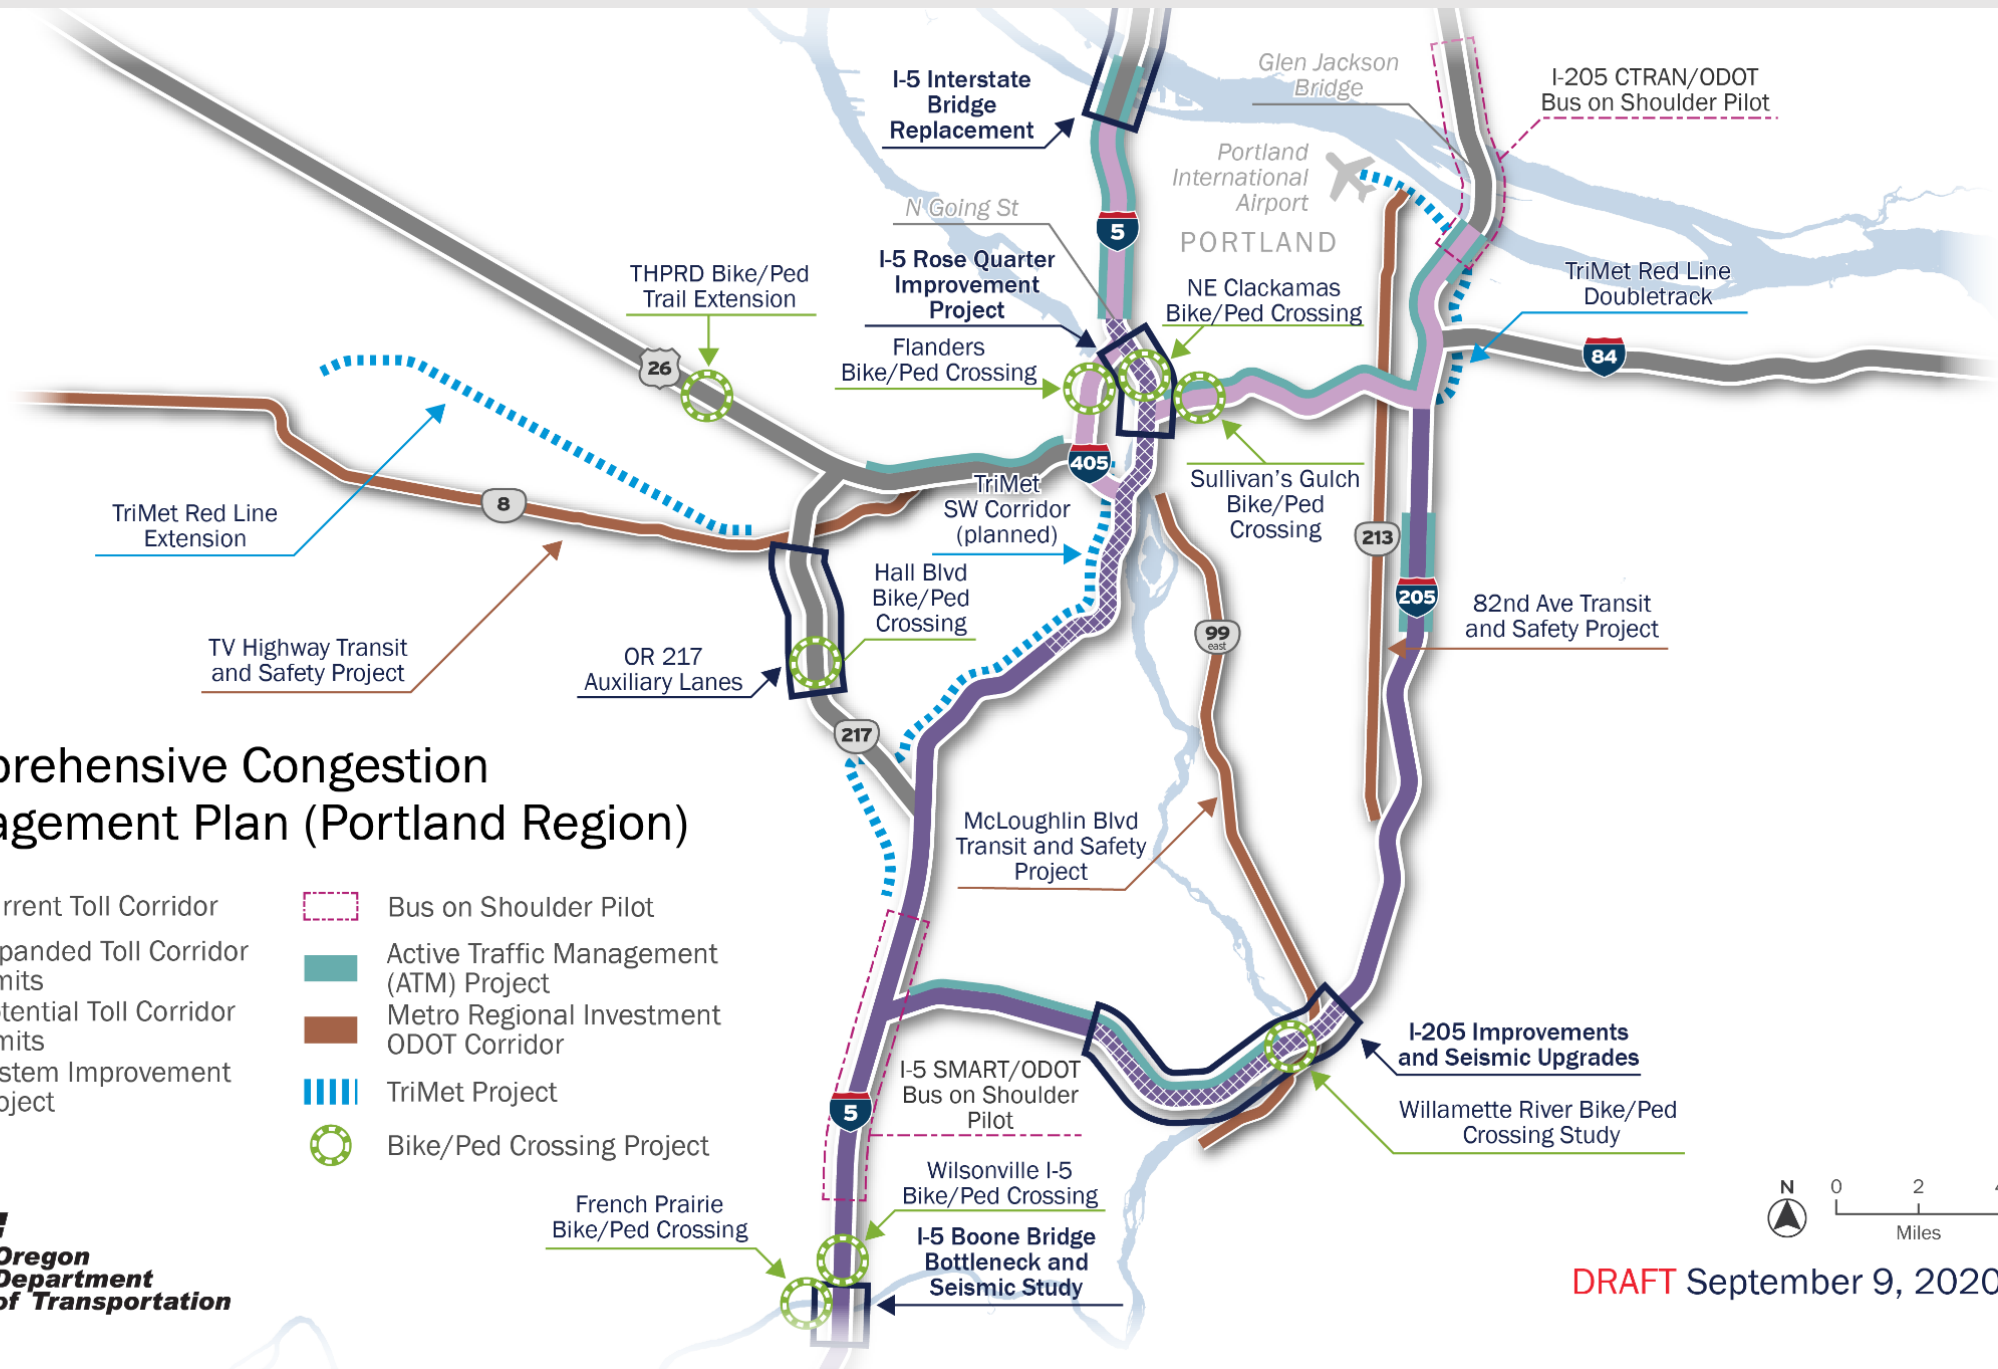 I-5 Interstate
Bridge
Replacement
Glen Jackson
Bridge
I-205 CTRAN/ODOT
Bus on Shoulder Pilot
Portland
International
Airport
N Going St
5
PORTLAND
I-5 Rose Quarter
Improvement
Project
THPRD Bike/Ped
Trail Extension
NE Clackamas
Bike/Ped Crossing
TriMet Red Line
Doubletrack
Flanders
Bike/Ped Crossing
26
84
405
TriMet
SW Corridor
(planned)
Sullivan's Gulch
Bike/Ped
Crossing
8
TriMet Red Line
Extension
213
Hall Blvd
Bike/Ped
Crossing
205
82nd Ave Transit
and Safety Project
99
east
TV Highway Transit
and Safety Project
OR 217
Auxiliary Lanes
217
prehensive Congestion
agement Plan (Portland Region)
McLoughlin Blvd
Transit and Safety
Project
rrent Toll Corridor
panded Toll Corridor
mits
tential Toll Corridor
mits
stem Improvement
oject
Bus on Shoulder Pilot
Active Traffic Management
(ATM) Project
Metro Regional Investment
ODOT Corridor
TriMet Project
Bike/Ped Crossing Project
I-205 Improvements
and Seismic Upgrades
I-5 SMART/ODOT
Bus on Shoulder
Pilot
5
Willamette River Bike/Ped
Crossing Study
Wilsonville I-5
Bike/Ped Crossing
French Prairie
Bike/Ped Crossing
I-5 Boone Bridge
Bottleneck and
Seismic Study
N
0 2 4
Miles
Oregon
Department
of Transportation
DRAFT September 9, 2020